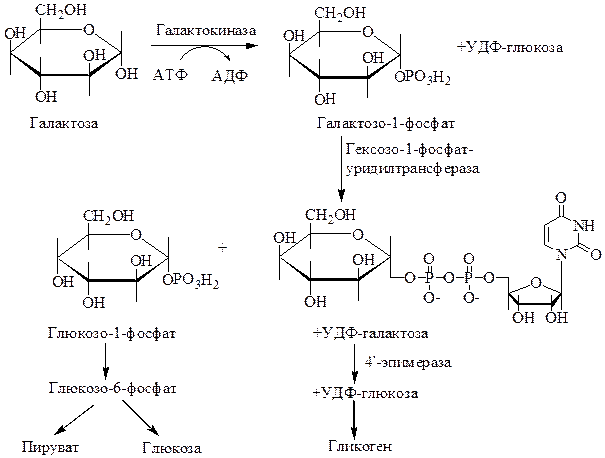 CH₂OH
O
OH
OH
OH
OH
Галактоза
Галактокиназа
АТФ
АДФ
CH₂OH
O
OH
OH
OPO3H2
OH
Галактозо-1-фосфат
+УДФ-глюкоза
Гексозо-1-фосфат-
уридилтрансфераза
CH₂OH
O
OH
OH
OPO3H2
OH
Глюкозо-1-фосфат
+
CH₂OH
O
OH
OH
OH
O
O
P
O-
O
O
P
O-
O
O
NH
N
O
O
OH
OH
+УДФ-галактоза
4'-эпимераза
+УДФ-глюкоза
Гликоген
Глюкозо-6-фосфат
Пируват
Глюкоза